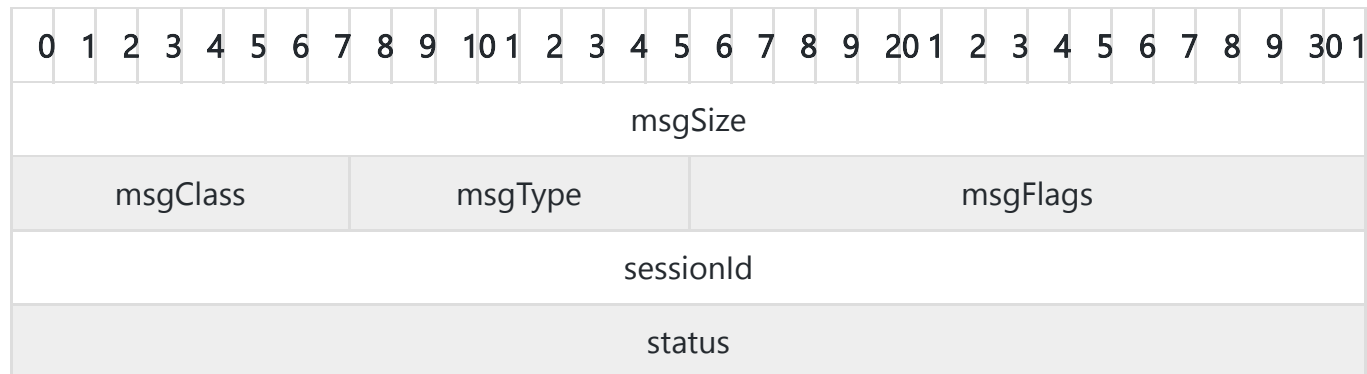 0 1 2 3 4 5 6 7 8 9 10 1 2 3 4 5 6 7 8 9 20 1 2 3 4 5 6 7 8 9 30 1
msgSize
msgClass msgType msgFlags
sessionId
status